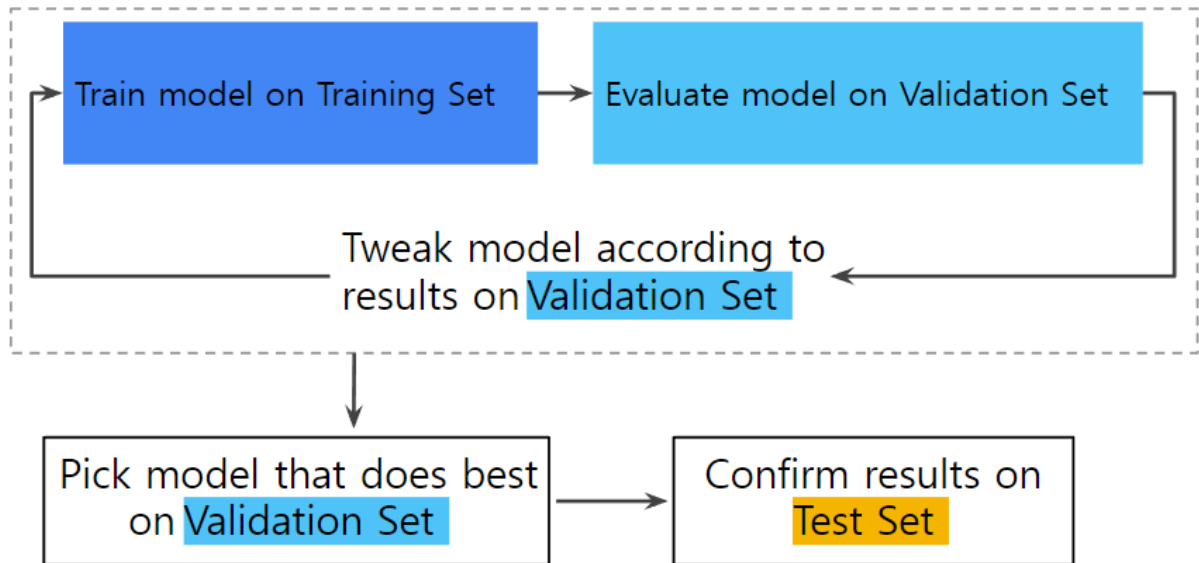 Train model on Training Set
Evaluate model on Validation Set
Tweak model according to
results on Validation Set
Pick model that does best
on Validation Set
Confirm results on
Test Set